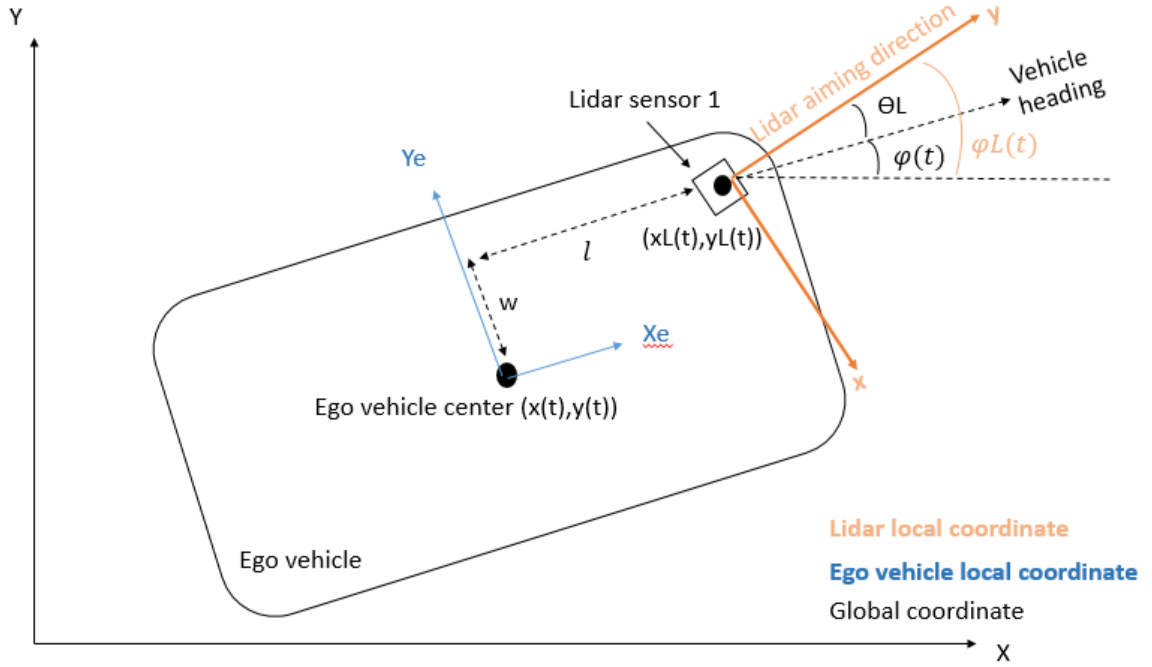 Y
y
Lidar aiming direction
Vehicle
heading
Lidar sensor 1
ϴL
φ(t)
φL(t)
Ye
(xL(t),yL(t))
l
w
Xe
x
Ego vehicle center (x(t),y(t))
Lidar local coordinate
Ego vehicle
Ego vehicle local coordinate
Global coordinate
X